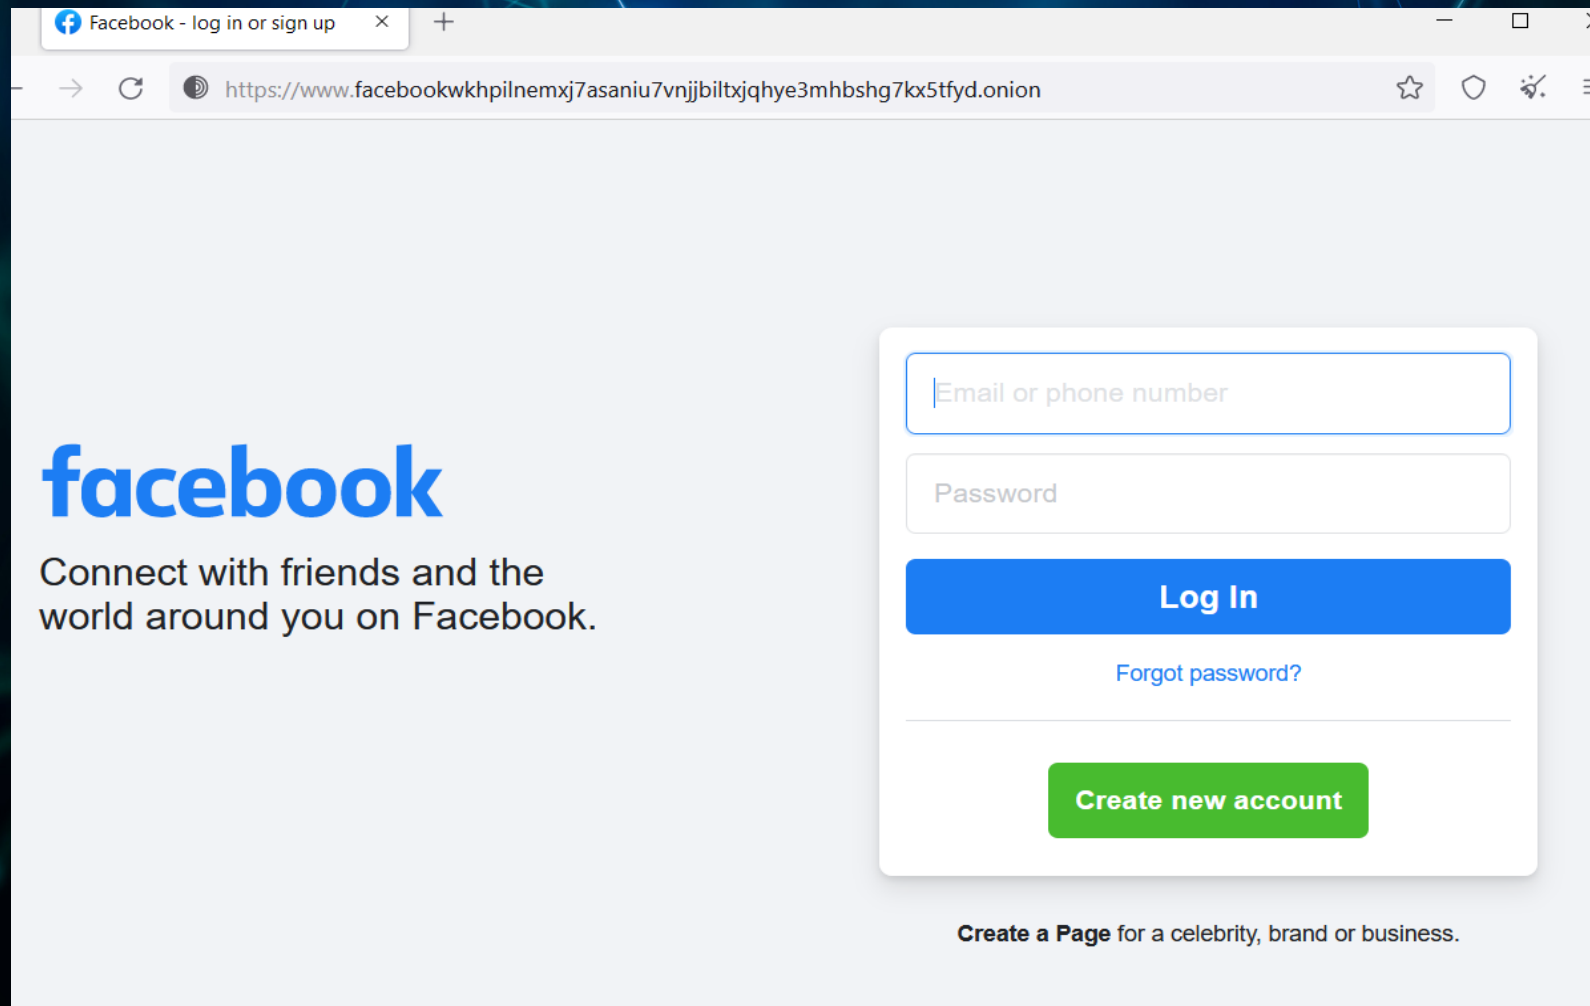 Facebook - log in or sign up
https://www.facebookwkhpilnemxj7asaniu7vnjjbiltxjqhye3mhbshg7kx5tfyd.onion
facebook
Connect with friends and the
world around you on Facebook.
Email or phone number
Password
Log In
Forgot password?
Create new account
Create a Page for a celebrity, brand or business.